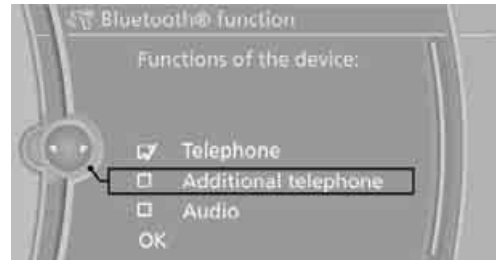 Bluetooth® function
Functions of the device:
Telephone
Additional telephone
Audio
OK